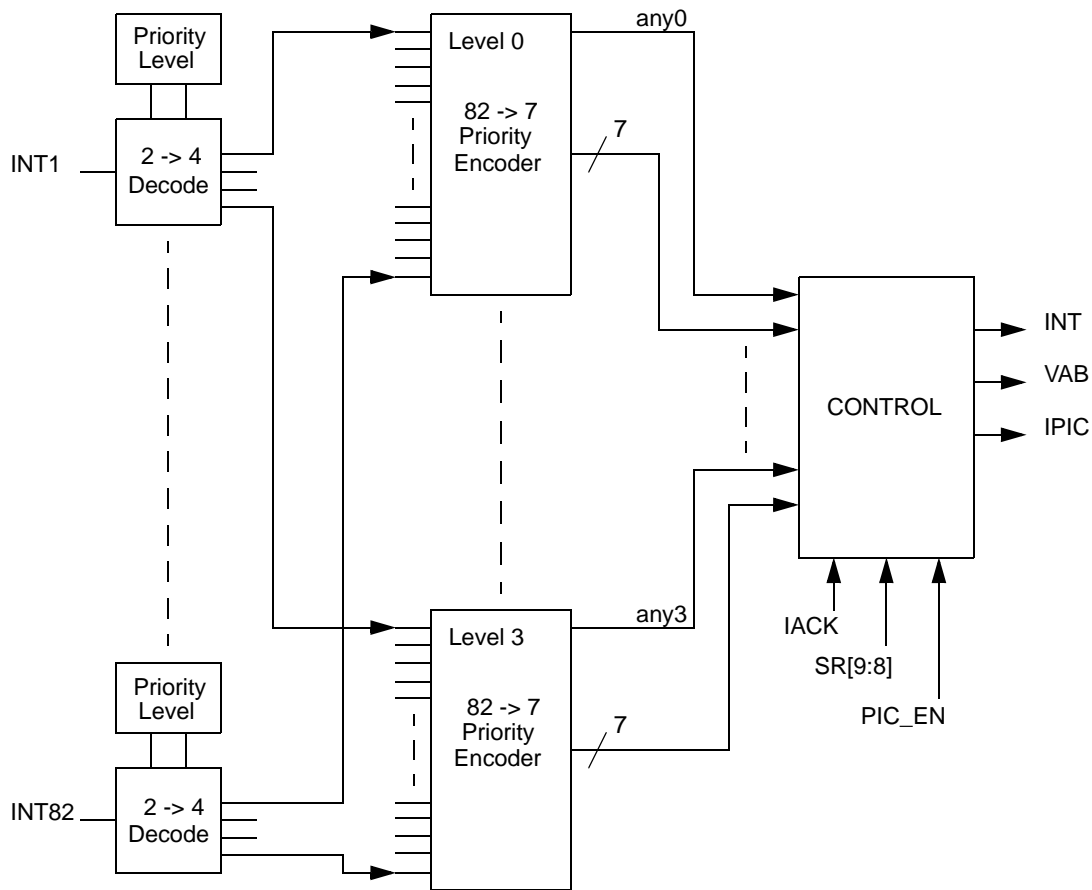 any0
Priority
Level
Level 0
82 -> 7
Priority
Encoder
7
INT1
2 -> 4
Decode
INT
VAB
CONTROL
IPIC
any3
Level 3
IACK
SR[9:8]
PIC_EN
Priority
Level
82 -> 7
Priority
Encoder
7
INT82
2 -> 4
Decode